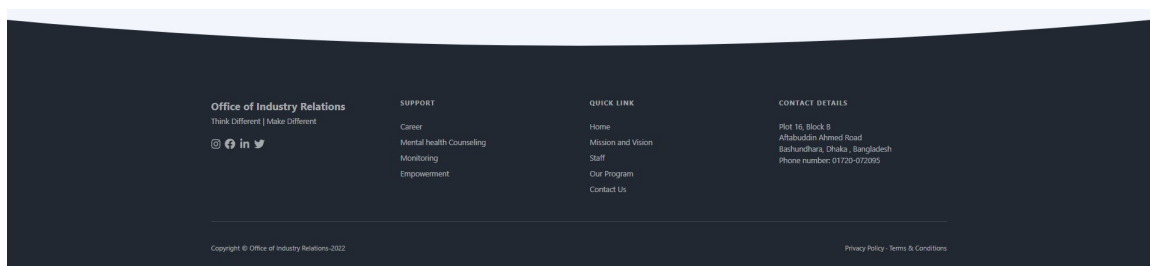 Office of Industry Relations
Think Different | Make Different
SUPPORT
Career
Mental health Counseling
Monitoring
Empowerment
QUICK LINK
Home
Mission and Vision
Staff
Our Program
Contact Us
CONTACT DETAILS
Plot 16, Block B
Aftabuddin Ahmed Road
Bashundhara, Dhaka , Bangladesh
Phone number: 01720-072095
Copyright © Office of Industry Relations-2022
Privacy Policy - Terms & Conditions